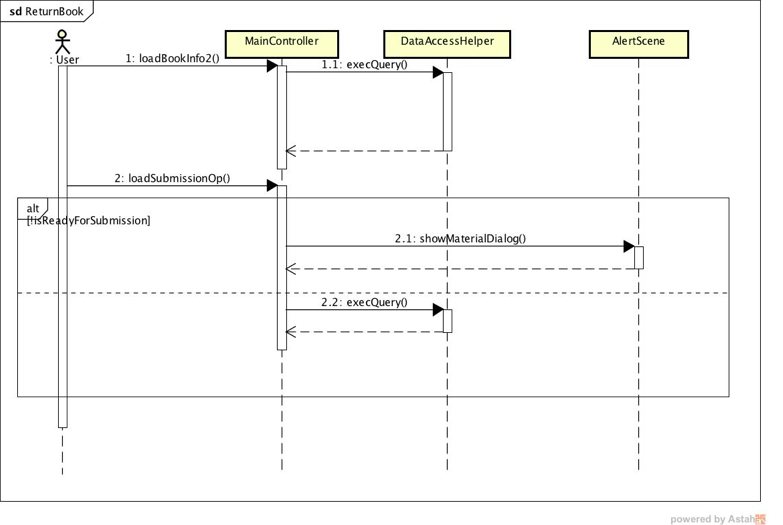 sd ReturnBook
: User
MainController
DataAccessHelper
AlertScene
1: loadBookInfo2()
1.1: execQuery()
2: loadSubmissionOp()
alt
[!isReadyForSubmission]
2.1: showMaterialDialog()
2.2: execQuery()
powered by Astah